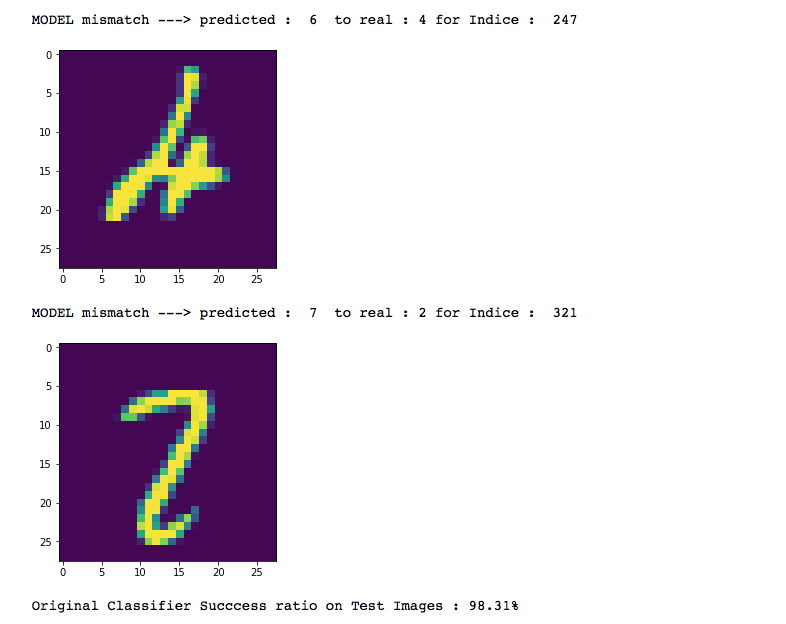 MODEL mismatch ---> predicted :  6  to real : 4 for Indice :  247
0
5
10
15
20
25
0 5 10 15 20 25
MODEL mismatch ---> predicted :  7  to real : 2 for Indice :  321
0
5
10
15
20
25
0 5 10 15 20 25
Original Classifier Succcess ratio on Test Images : 98.31%